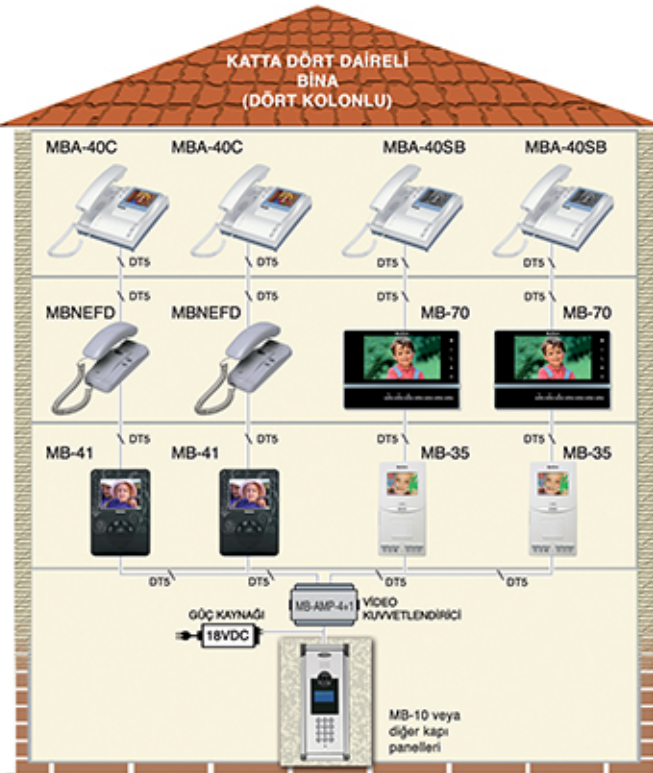 KATTA DÖRT DAİRELİ
BİNA
(DÖRT KOLONLU)
MBA-40C MBA-40C MBA-40SB MBA-40SB
DT5 DT5 DT5 DT5
DT5 DT5 DT5 DT5
MBNEFD MBNEFD MB-70 MB-70
DT5 DT5 DT5 DT5
MB-41 MB-41 MB-35 MB-35
DT5 DT5 DT5 DT5
MB-AMP-4+1
VİDEO
KUVVETLENDİRİCİ
GÜÇ KAYNAĞI
18VDC
MB-10 veya
diğer kapı
panelleri